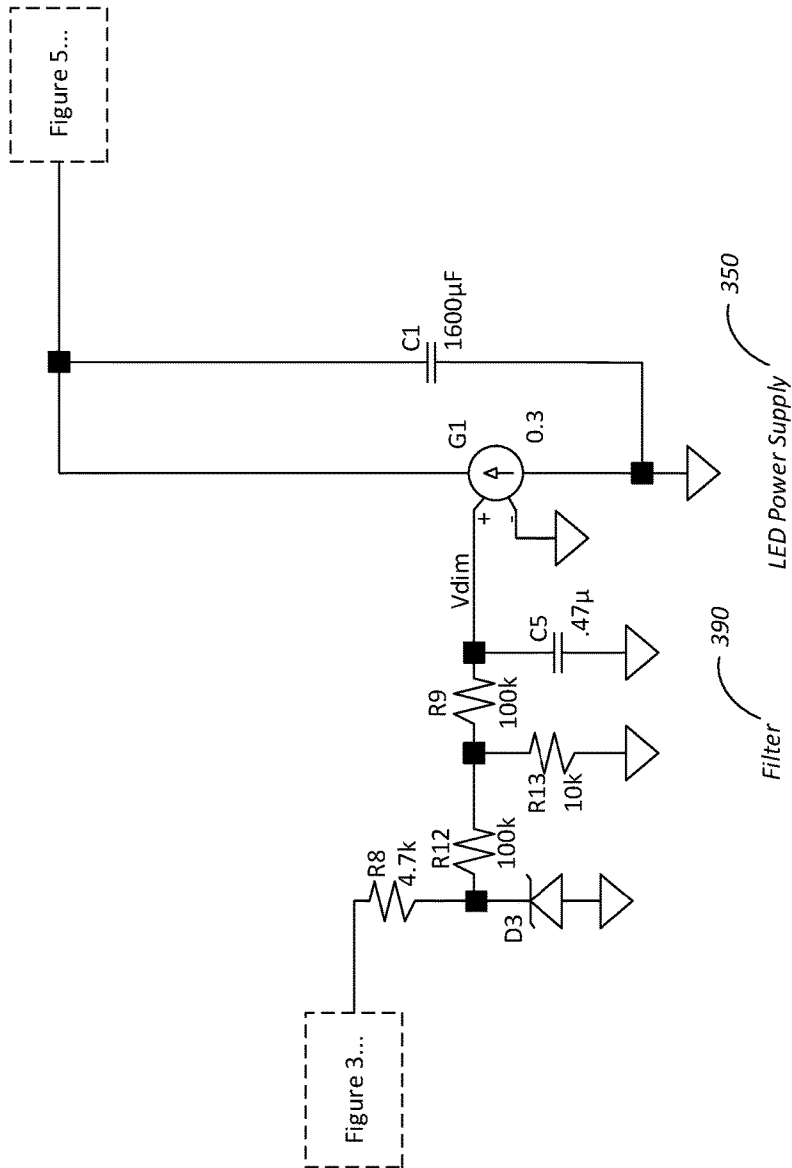 Figure 5...
C1
1600µF
G1
0.3
+
-
Vdim
R9
100k
C5
.47µ
R13
10k
R12
100k
R8
4.7k
D3
Figure 3...
LED Power Supply
350
Filter
390